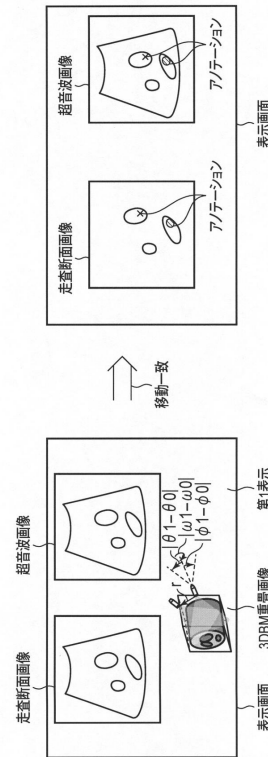 走査断面画像
超音波画像
|θ1-θ0|
|ω1-ω0|
|φ1-φ0|
r
表示画面
3DBM重畳画像
第1表示
移動一致
走査断面画像
超音波画像
アノテーション
アノテーション
表示画面